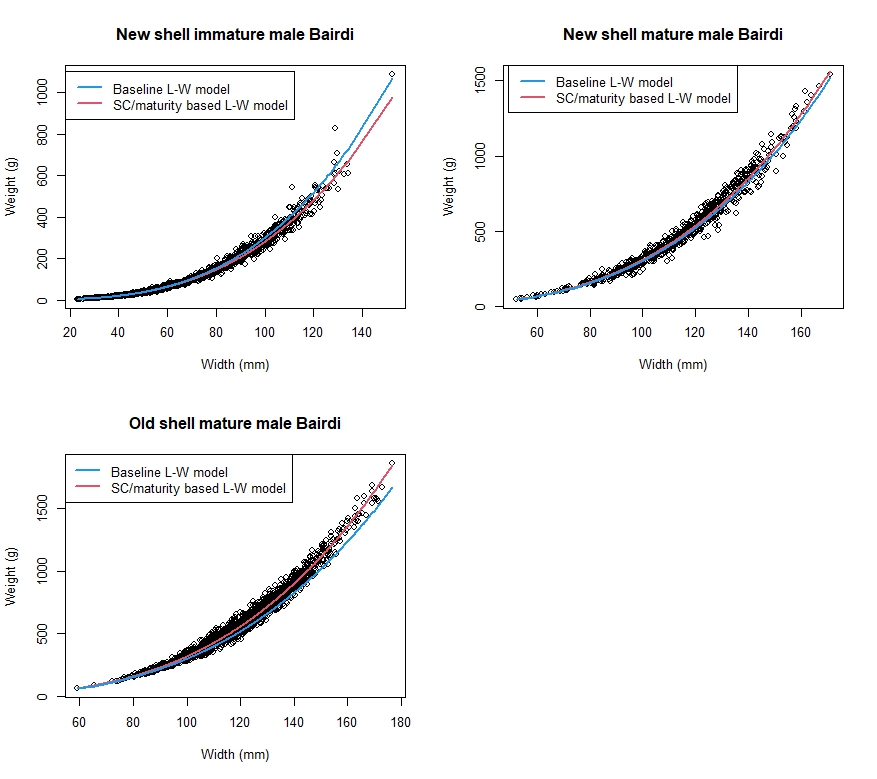 New shell immature male Bairdi
Baseline L-W model
SC/maturity based L-W model
Weight (g)
0 200 400 600 800 1000
20 40 60 80 100 120 140
Width (mm)
New shell mature male Bairdi
Baseline L-W model
SC/maturity based L-W model
Weight (g)
0 500 1000 1500
60 80 100 120 140 160
Width (mm)
Old shell mature male Bairdi
Baseline L-W model
SC/maturity based L-W model
Weight (g)
0 500 1000 1500
60 80 100 120 140 160 180
Width (mm)